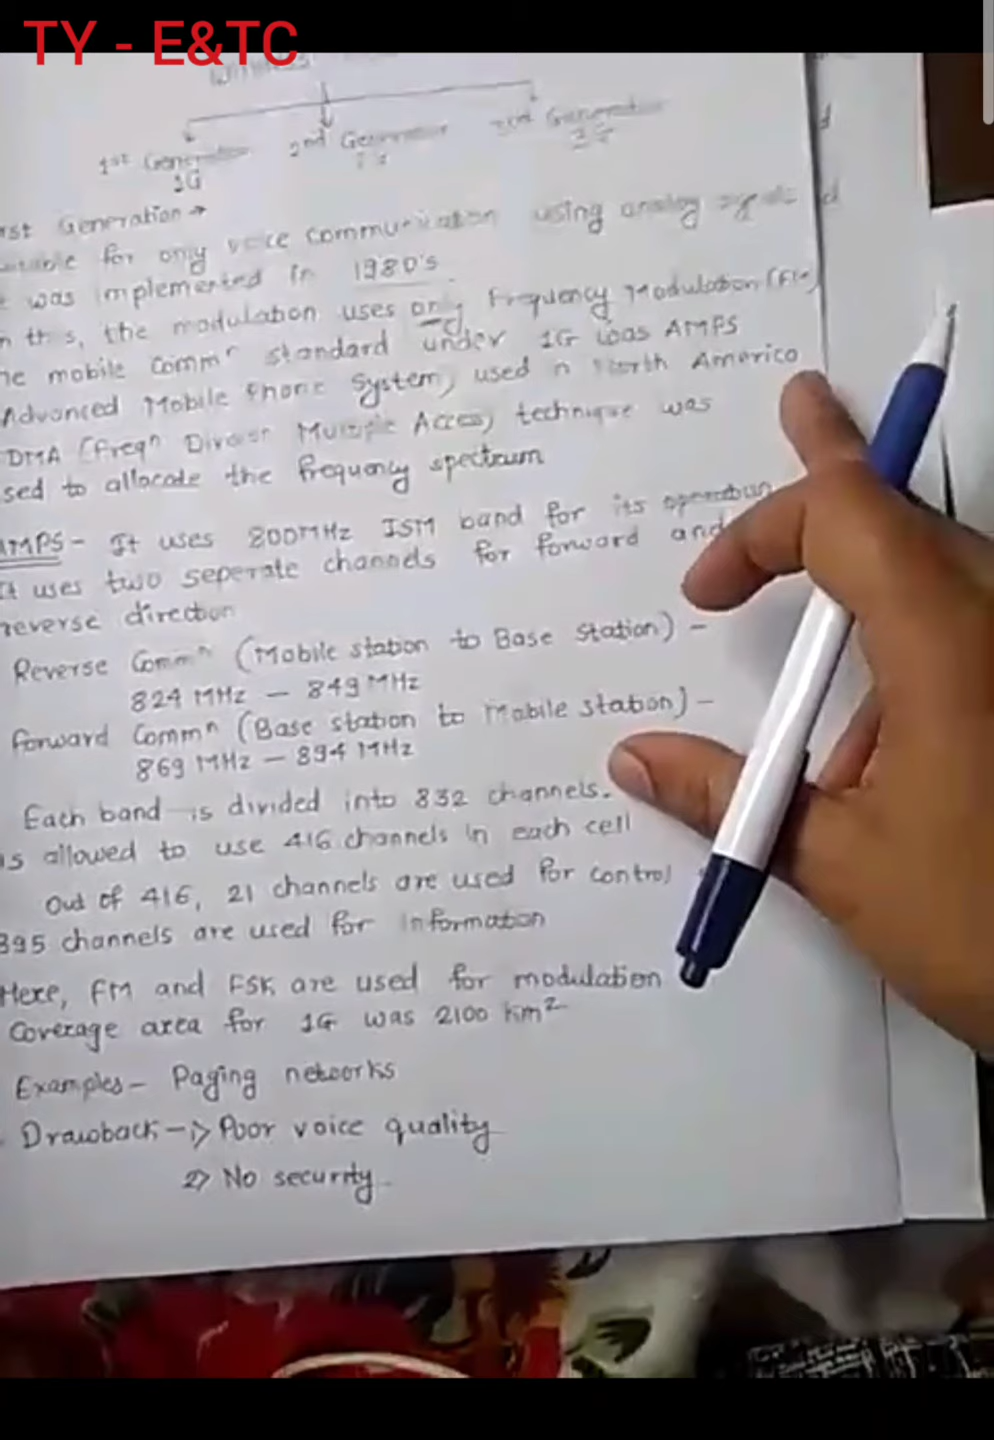 TY - E&TC
1st Generation 2nd Generation 3rd Generation
1G 3G
1st Generation →
for only voice communication using analog
was implemented in 1980's
this, the modulation uses only Frequency Modulation (FM)
mobile Commⁿ standard under 1G was AMPS
Advanced Mobile Phone System) used n North America
DMA (Freqⁿ Division Multiple Acces) technique was
sed to allocate the frequency spectrum
AMPS - It uses 800MHz ISM band for its operation
It uses two seperate channels for forward and
reverse direction
Reverse Commⁿ (Mobile station to Base Station) -
824 MHz - 849 MHz
Forward Commⁿ (Base station to Mobile station) -
869 MHz - 894 MHz
Each band is divided into 832 channels.
is allowed to use 416 channels in each cell
Out of 416, 21 channels are used for control
395 channels are used for information
Here, FM and FSK are used for modulation
Coverage area for 1G was 2100 km²
Examples - Paging networks
Drawback - 1> Poor voice quality
2> No security